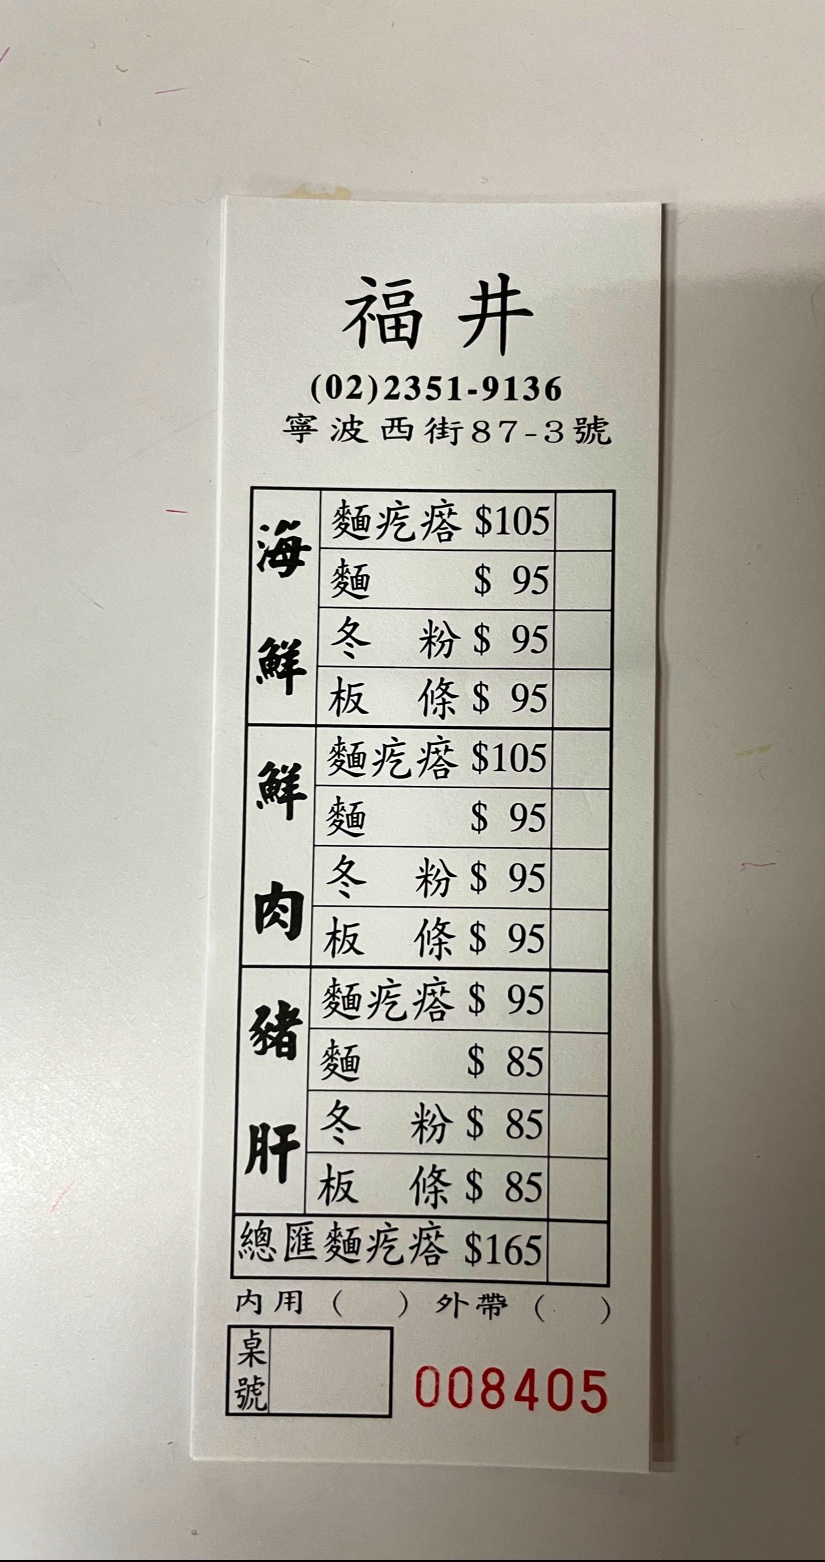 福井
(02)2351-9136
寧波西街87-3號
海鮮
麵疙瘩 $105
麵 $ 95
冬粉 $ 95
板條 $ 95
鮮肉
麵疙瘩 $105
麵 $ 95
冬粉 $ 95
板條 $ 95
豬肝
麵疙瘩 $ 95
麵 $ 85
冬粉 $ 85
板條 $ 85
總匯麵疙瘩 $165
內用（ ）外帶（ ）
桌號
008405